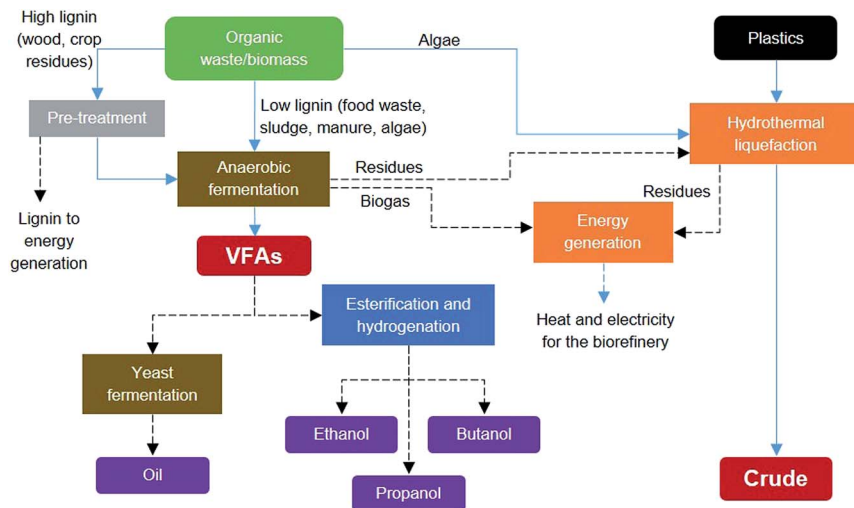 High lignin
(wood, crop
residues)
Organic
waste/biomass
Algae
Plastics
Pre-treatment
Low lignin (food waste,
sludge, manure, algae)
Hydrothermal
liquefaction
Anaerobic
fermentation
Residues
Biogas
Residues
Lignin to
energy
generation
Energy
generation
VFAs
Esterification and
hydrogenation
Heat and electricity
for the biorefinery
Yeast
fermentation
Ethanol
Butanol
Oil
Propanol
Crude